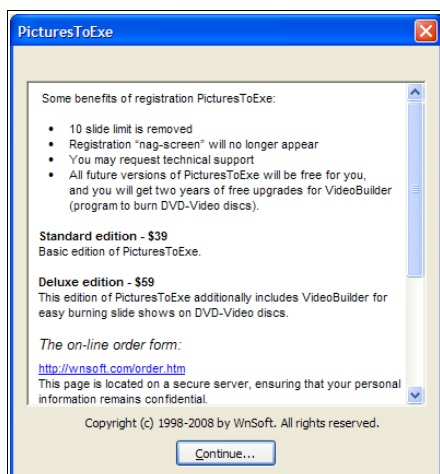 PicturesToExe
Some benefits of registration PicturesToExe:
• 10 slide limit is removed
• Registration “nag-screen” will no longer appear
• You may request technical support
• All future versions of PicturesToExe will be free for you,
and you will get two years of free upgrades for VideoBuilder
(program to burn DVD-Video discs).
Standard edition - $39
Basic edition of PicturesToExe.
Deluxe edition - $59
This edition of PicturesToExe additionally includes VideoBuilder for
easy burning slide shows on DVD-Video discs.
The on-line order form:
http://wnsoft.com/order.htm
This page is located on a secure server, ensuring that your personal
information remains confidential.
Copyright (c) 1998-2008 by WnSoft. All rights reserved.
Continue...